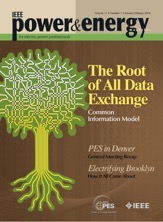 IEEE
power&energy
for electric power professionals
The Root
of All Data
Exchange
Common
Information Model
PES in Denver
General Meeting Recap
Electrifying Brooklyn
How It All Came About
PES
IEEE